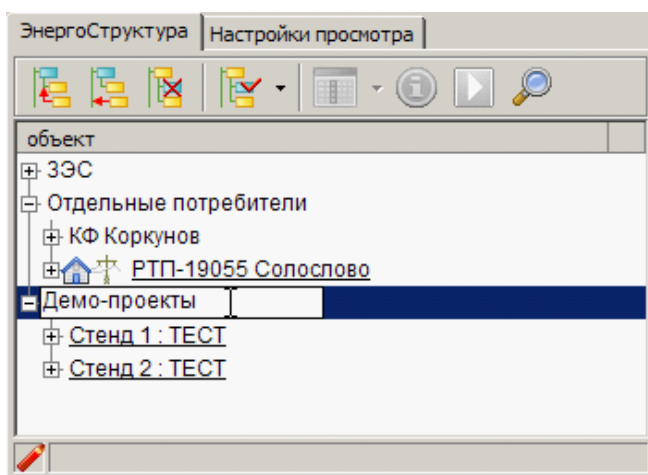 ЭнергоСтруктура Настройки просмотра
объект
ЗЭС
Отдельные потребители
КФ Коркунов
РТП-19055 Солослово
Демо-проекты
Стенд 1 : ТЕСТ
Стенд 2 : ТЕСТ